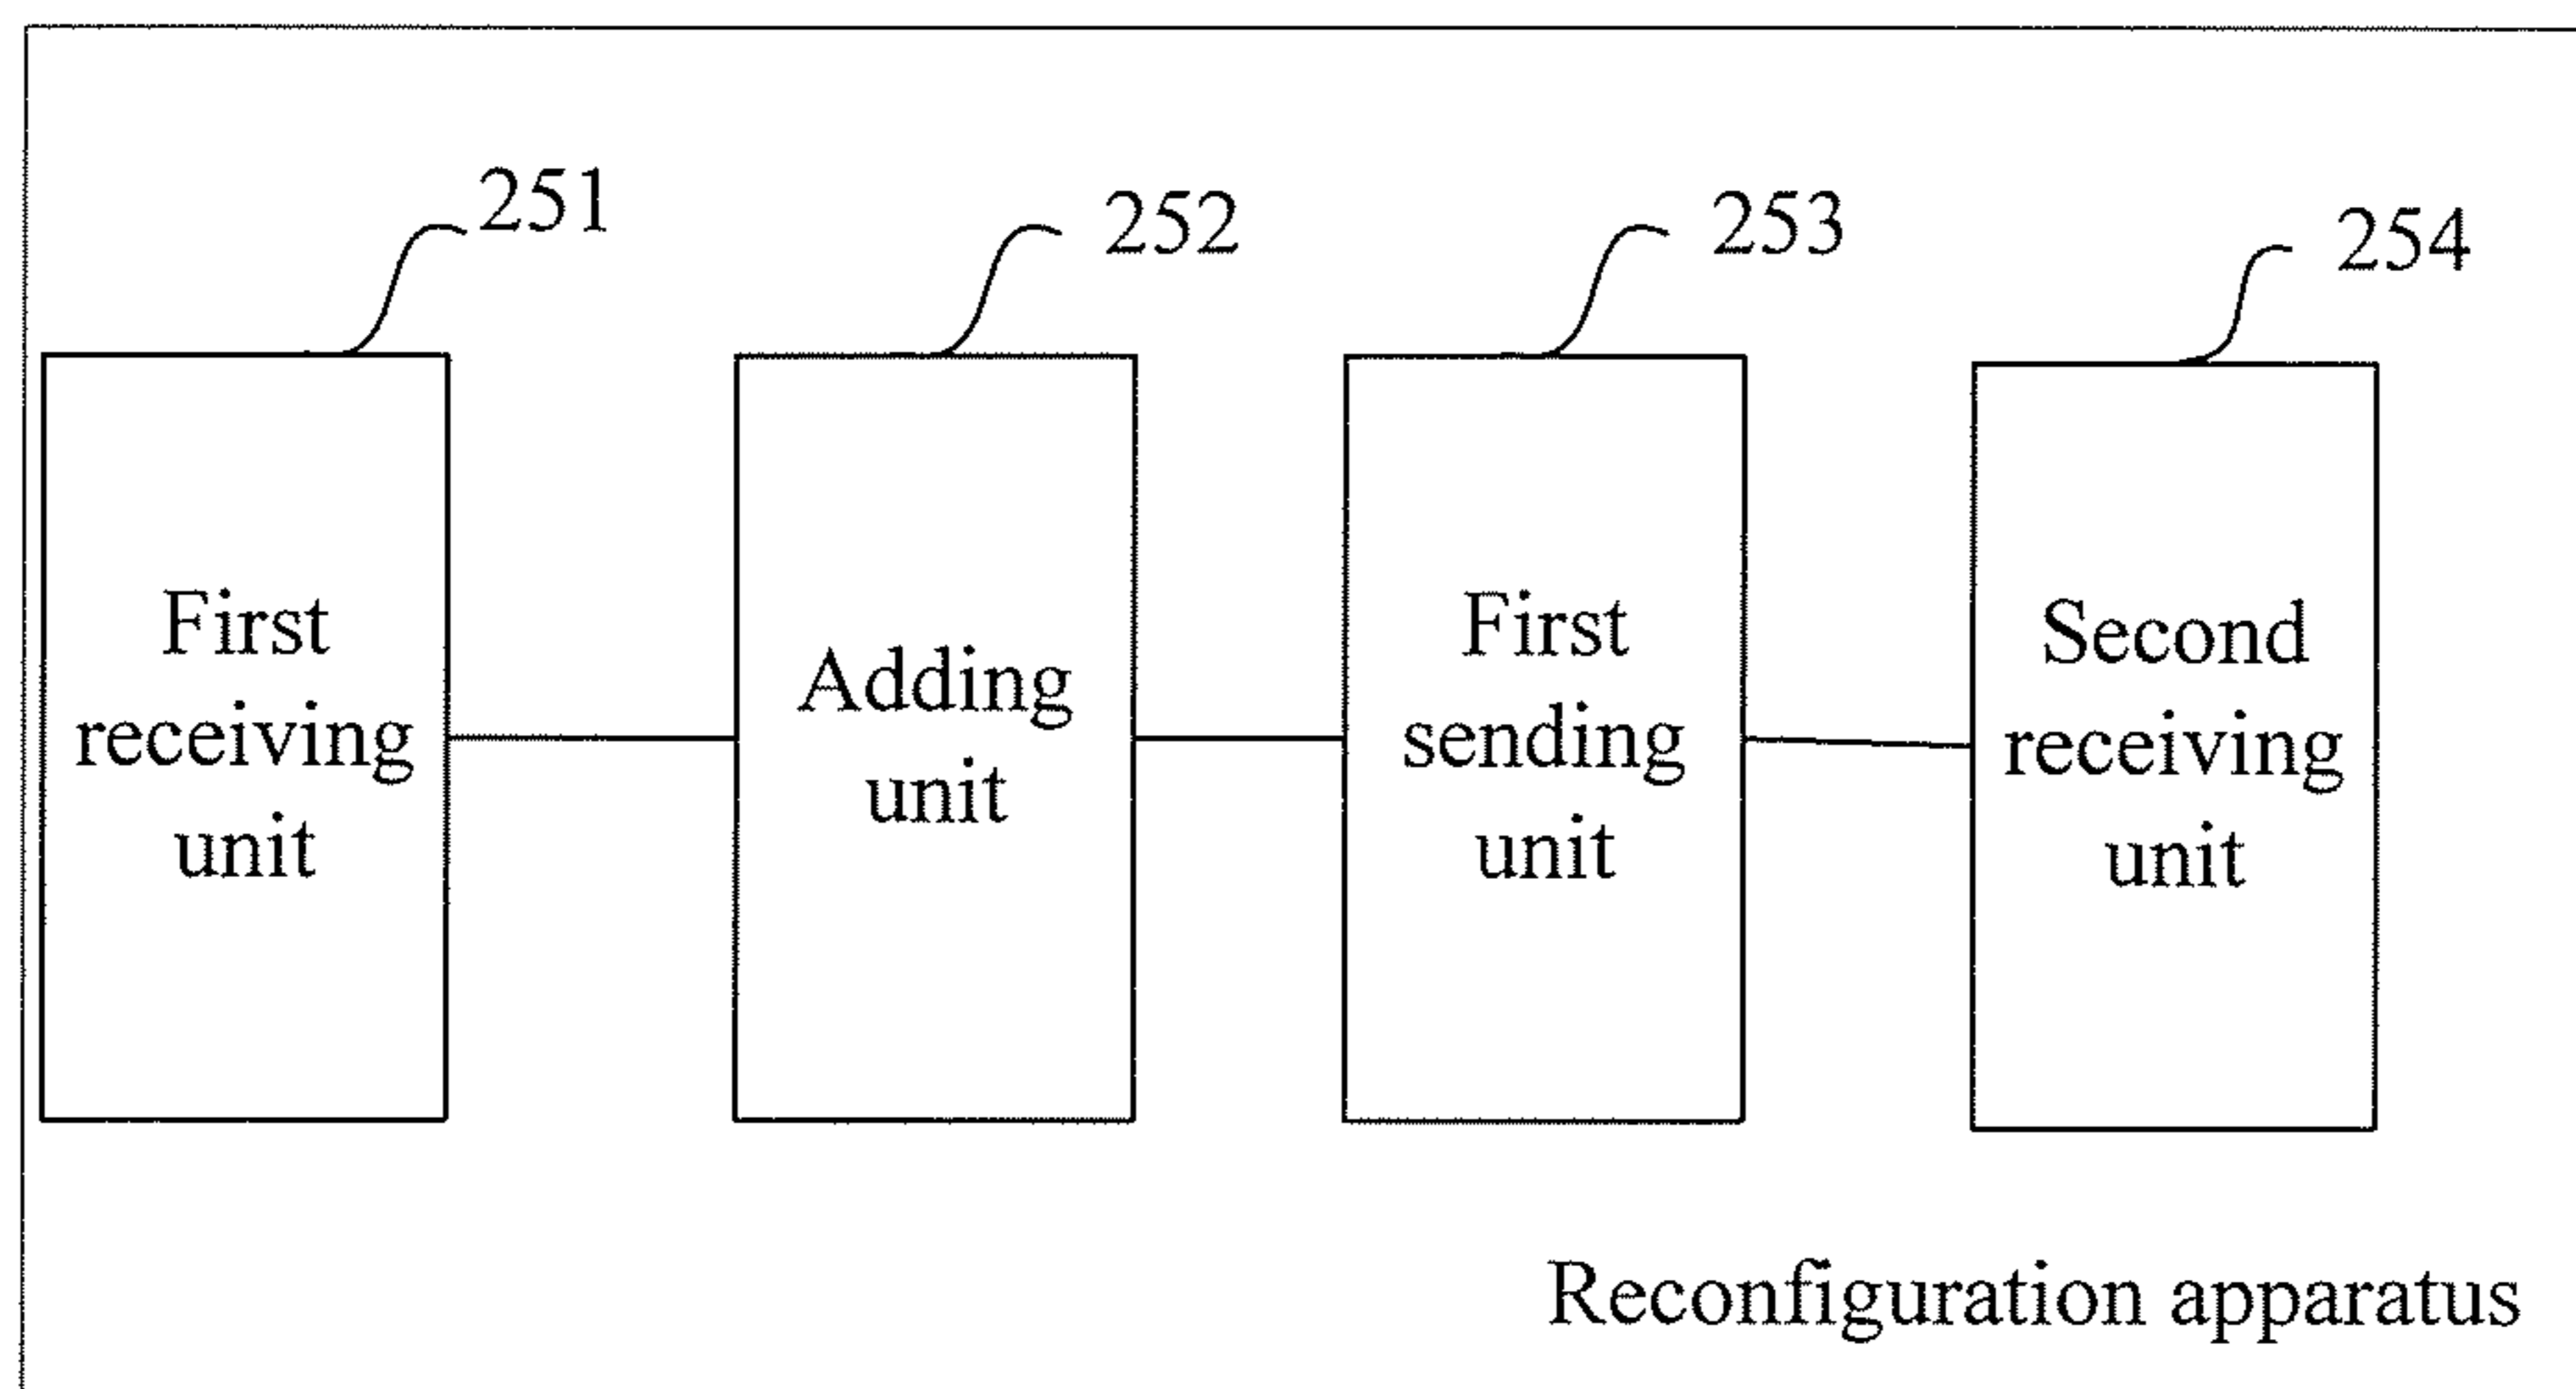 251
252
253
254
First
receiving
unit
Adding
unit
First
sending
unit
Second
receiving
unit
Reconfiguration apparatus